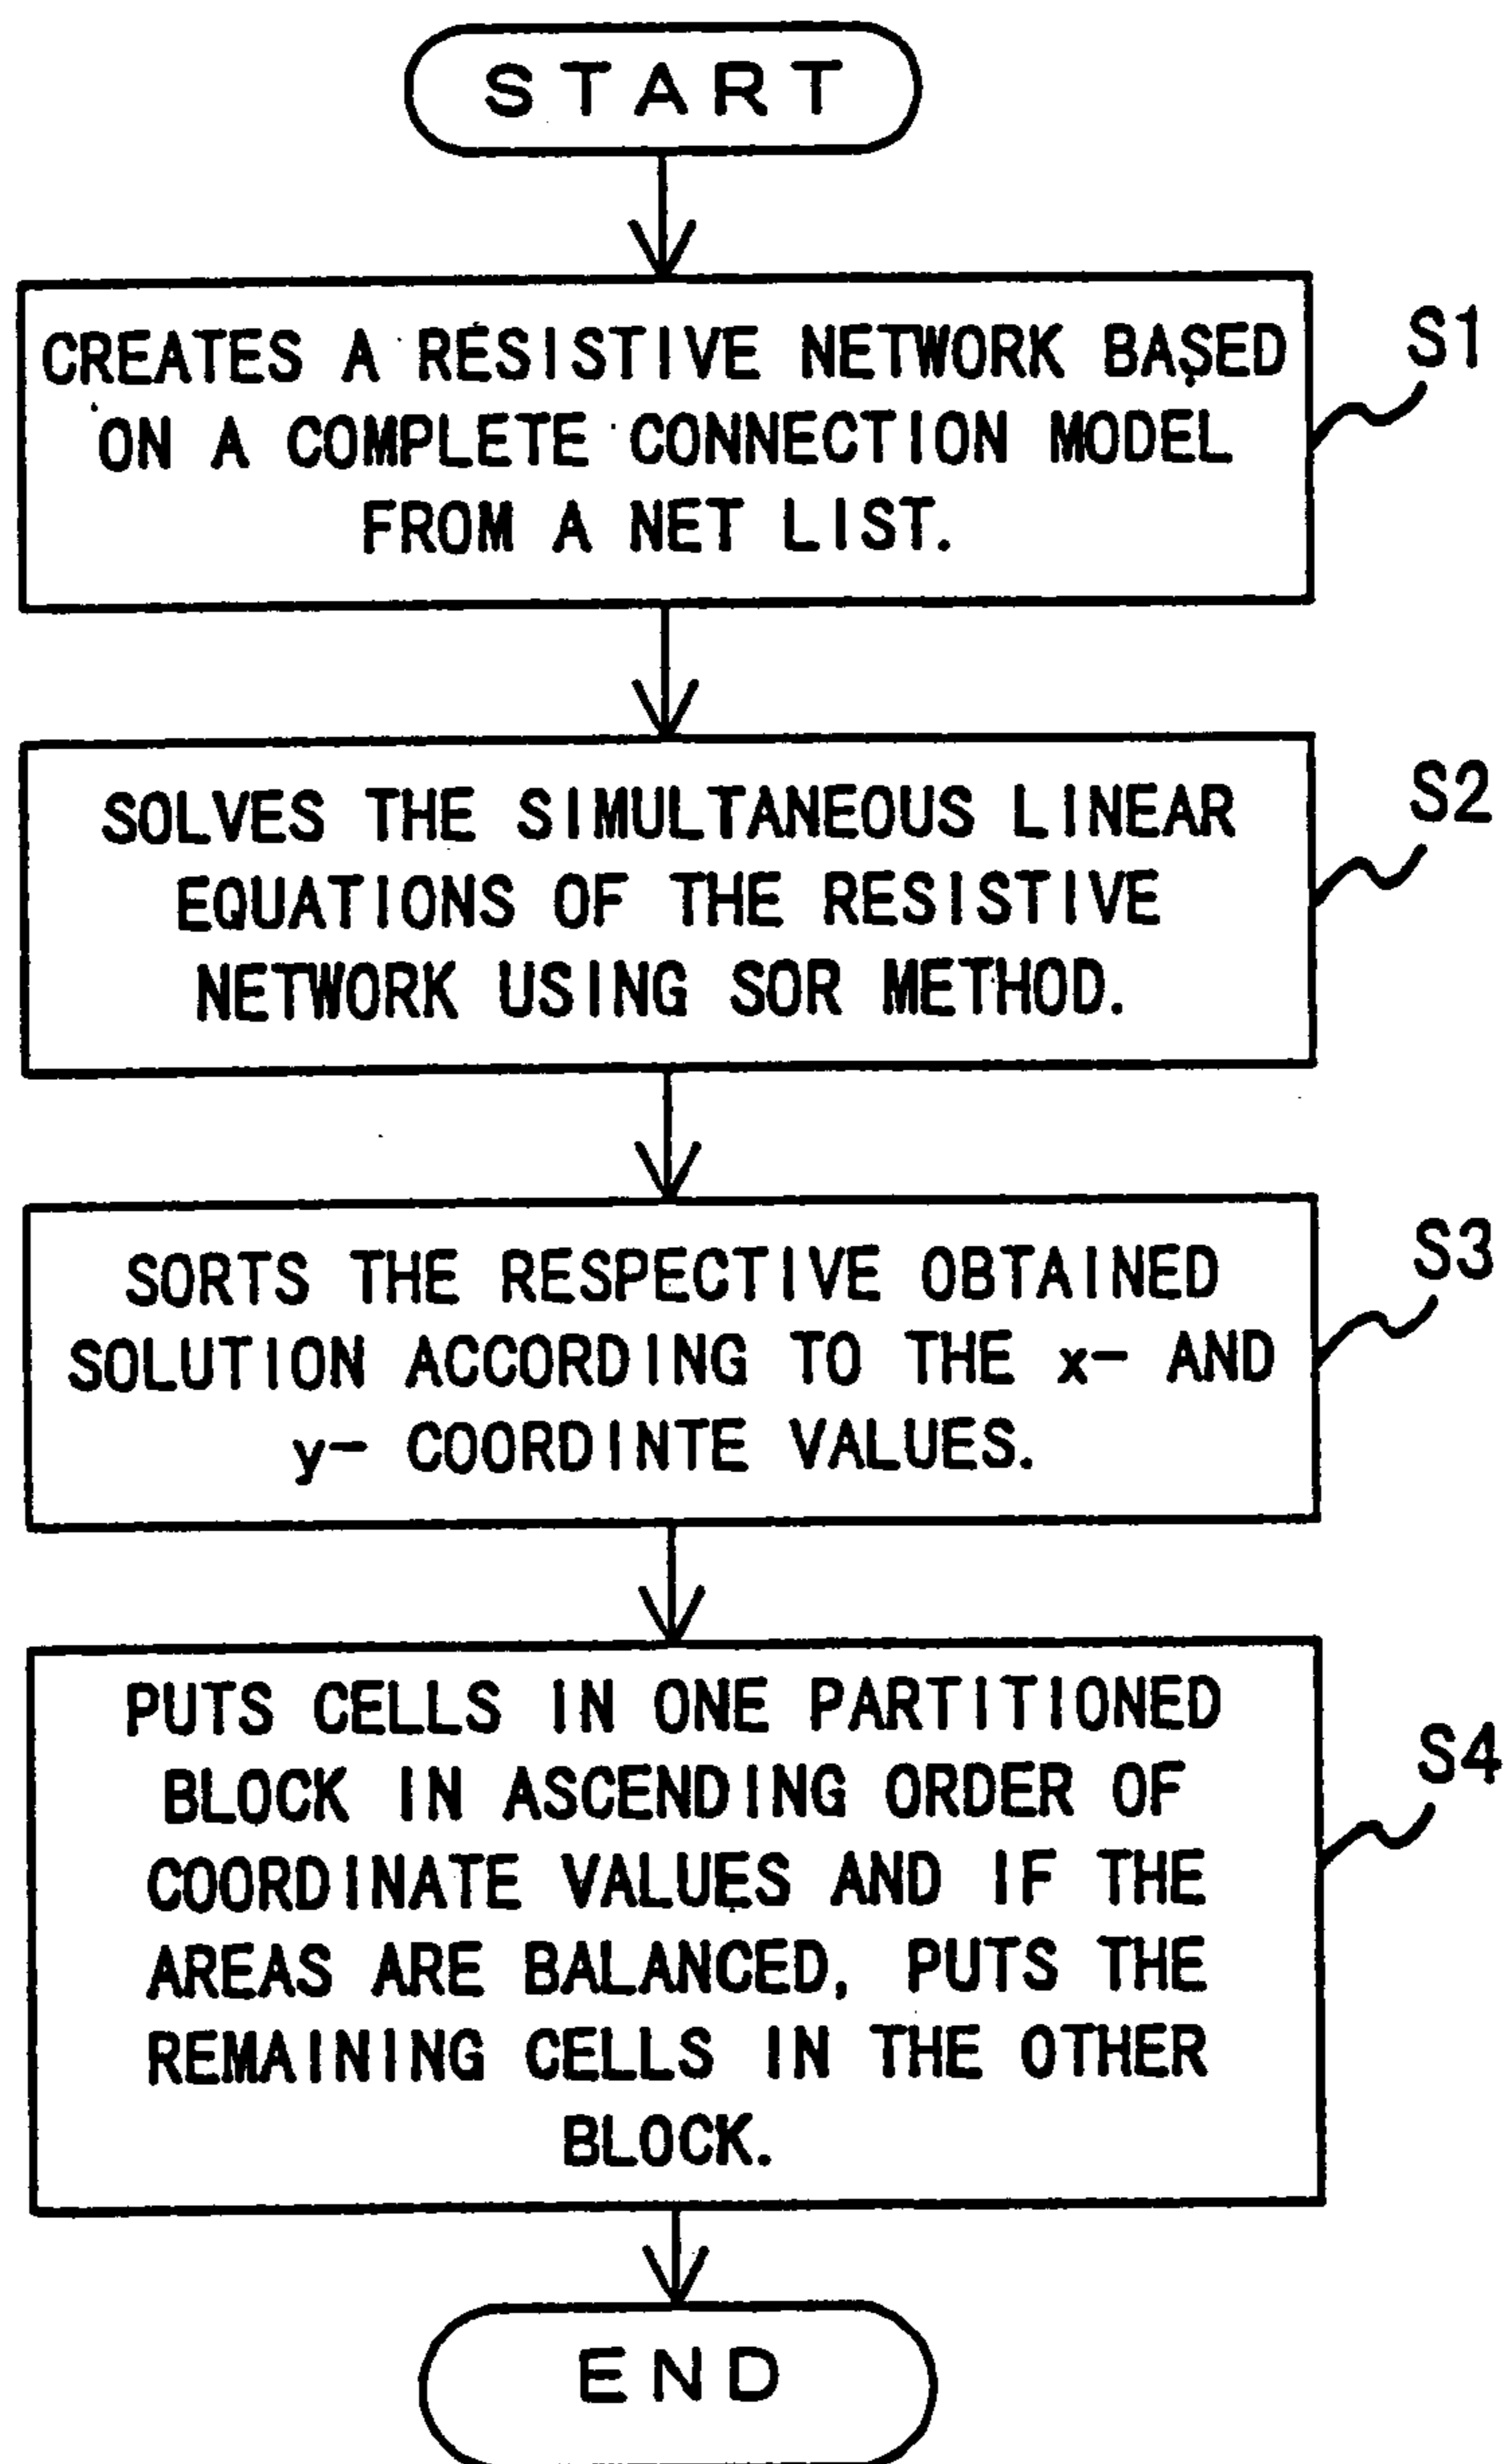 START
CREATES A RESISTIVE NETWORK BASED
ON A COMPLETE CONNECTION MODEL
FROM A NET LIST.
S1
SOLVES THE SIMULTANEOUS LINEAR
EQUATIONS OF THE RESISTIVE
NETWORK USING SOR METHOD.
S2
SORTS THE RESPECTIVE OBTAINED
SOLUTION ACCORDING TO THE x- AND
y- COORDINTE VALUES.
S3
PUTS CELLS IN ONE PARTITIONED
BLOCK IN ASCENDING ORDER OF
COORDINATE VALUES AND IF THE
AREAS ARE BALANCED, PUTS THE
REMAINING CELLS IN THE OTHER
BLOCK.
S4
END